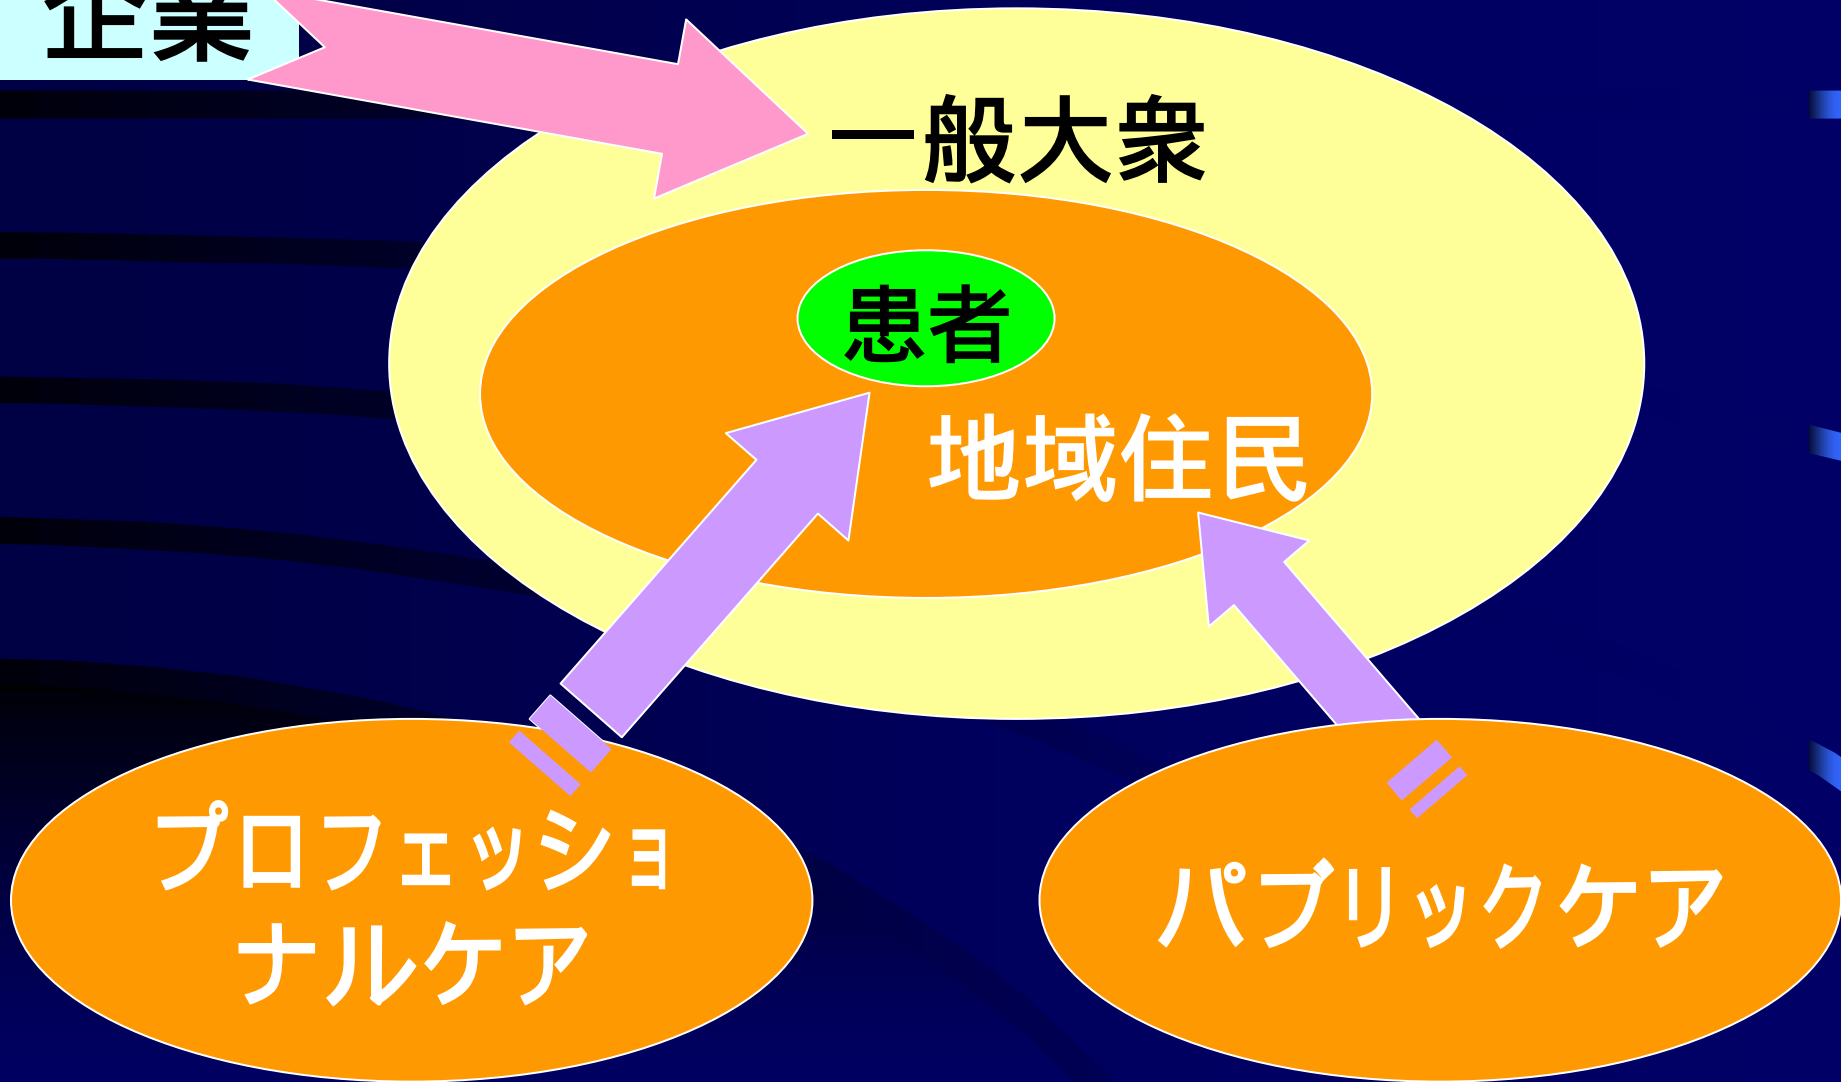 企業
一般大衆
患者
地域住民
プロフェッショ
ナルケア
パブリックケア